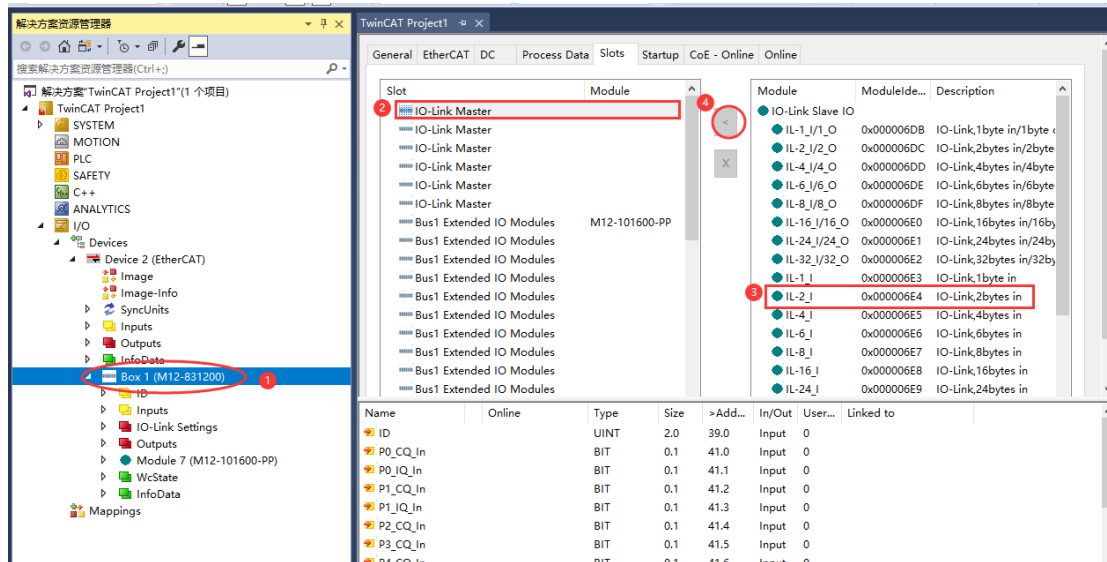 解决方案资源管理器
TwinCAT Project1
搜索解决方案资源管理器(Ctrl+;)
解决方案"TwinCAT Project1"(1 个项目)
TwinCAT Project1
SYSTEM
MOTION
PLC
SAFETY
C++
ANALYTICS
I/O
Devices
Device 2 (EtherCAT)
Image
Image-Info
SyncUnits
Inputs
Outputs
InfoData
Box 1 (M12-831200) 1
ID
Inputs
IO-Link Settings
Outputs
Module 7 (M12-101600-PP)
WcState
InfoData
Mappings
General EtherCAT DC Process Data Slots Startup CoE - Online Online
Slot Module
2 IO-Link Master
IO-Link Master
IO-Link Master
IO-Link Master
IO-Link Master
IO-Link Master
Bus1 Extended IO Modules M12-101600-PP
Bus1 Extended IO Modules
Bus1 Extended IO Modules
Bus1 Extended IO Modules
Bus1 Extended IO Modules
Bus1 Extended IO Modules
Bus1 Extended IO Modules
Bus1 Extended IO Modules
Bus1 Extended IO Modules
Bus1 Extended IO Modules
4
<
X
Module ModuleIde... Description
IO-Link Slave IO
IL-1_I/1_O 0x000006DB IO-Link,1byte in/1byte
IL-2_I/2_O 0x000006DC IO-Link,2bytes in/2byte
IL-4_I/4_O 0x000006DD IO-Link,4bytes in/4byte
IL-6_I/6_O 0x000006DE IO-Link,6bytes in/6byte
IL-8_I/8_O 0x000006DF IO-Link,8bytes in/8byte
IL-16_I/16_O 0x000006E0 IO-Link,16bytes in/16by
IL-24_I/24_O 0x000006E1 IO-Link,24bytes in/24by
IL-32_I/32_O 0x000006E2 IO-Link,32bytes in/32by
IL-1_I 0x000006E3 IO-Link,1byte in
3 IL-2_I 0x000006E4 IO-Link,2bytes in
IL-4_I 0x000006E5 IO-Link,4bytes in
IL-6_I 0x000006E6 IO-Link,6bytes in
IL-8_I 0x000006E7 IO-Link,8bytes in
IL-16_I 0x000006E8 IO-Link,16bytes in
IL-24_I 0x000006E9 IO-Link,24bytes in
Name Online Type Size >Add... In/Out User... Linked to
ID UINT 2.0 39.0 Input 0
P0_CQ_In BIT 0.1 41.0 Input 0
P0_IQ_In BIT 0.1 41.1 Input 0
P1_CQ_In BIT 0.1 41.2 Input 0
P1_IQ_In BIT 0.1 41.3 Input 0
P2_CQ_In BIT 0.1 41.4 Input 0
P3_CQ_In BIT 0.1 41.5 Input 0
P4_CQ_In BIT 0.1 41.6 Input 0